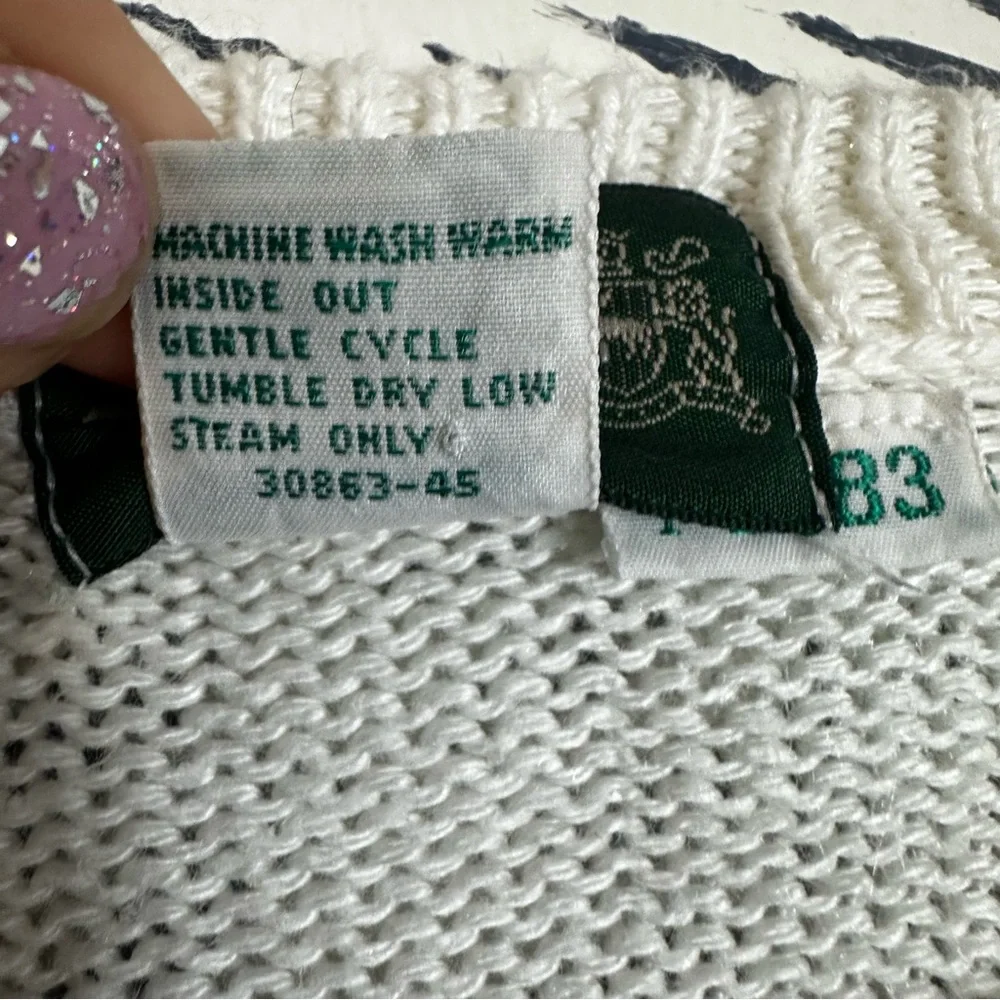 MACHINE WASH WARM
INSIDE OUT
GENTLE CYCLE
TUMBLE DRY LOW
STEAM ONLY
30863-45
83